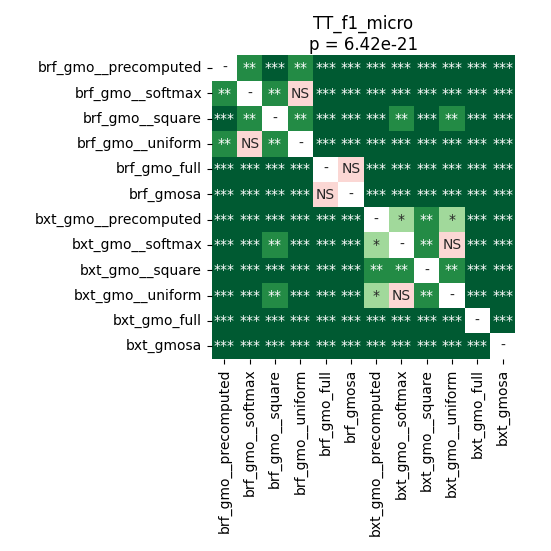 TT_f1_micro
p = 6.42e-21
brf_gmo__precomputed - ** *** ** *** *** *** *** *** *** *** ***
brf_gmo__softmax ** - ** NS *** *** *** *** *** *** *** ***
brf_gmo__square *** ** - ** *** *** *** ** *** ** *** ***
brf_gmo__uniform ** NS ** - *** *** *** *** *** *** *** ***
brf_gmo_full *** *** *** *** - NS *** *** *** *** *** ***
brf_gmosa *** *** *** *** NS - *** *** *** *** *** ***
bxt_gmo__precomputed *** *** *** *** *** *** - * ** * *** ***
bxt_gmo__softmax *** *** ** *** *** *** * - ** NS *** ***
bxt_gmo__square *** *** *** *** *** *** ** ** - ** *** ***
bxt_gmo__uniform *** *** ** *** *** *** * NS ** - *** ***
bxt_gmo_full *** *** *** *** *** *** *** *** *** *** - ***
bxt_gmosa *** *** *** *** *** *** *** *** *** *** *** -
brf_gmo__precomputed
brf_gmo__softmax
brf_gmo__square
brf_gmo__uniform
brf_gmo_full
brf_gmosa
bxt_gmo__precomputed
bxt_gmo__softmax
bxt_gmo__square
bxt_gmo__uniform
bxt_gmo_full
bxt_gmosa